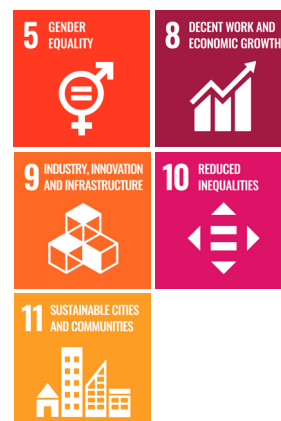 5 GENDER
EQUALITY
8 DECENT WORK AND
ECONOMIC GROWTH
9 INDUSTRY, INNOVATION
AND INFRASTRUCTURE
10 REDUCED
INEQUALITIES
11 SUSTAINABLE CITIES
AND COMMUNITIES